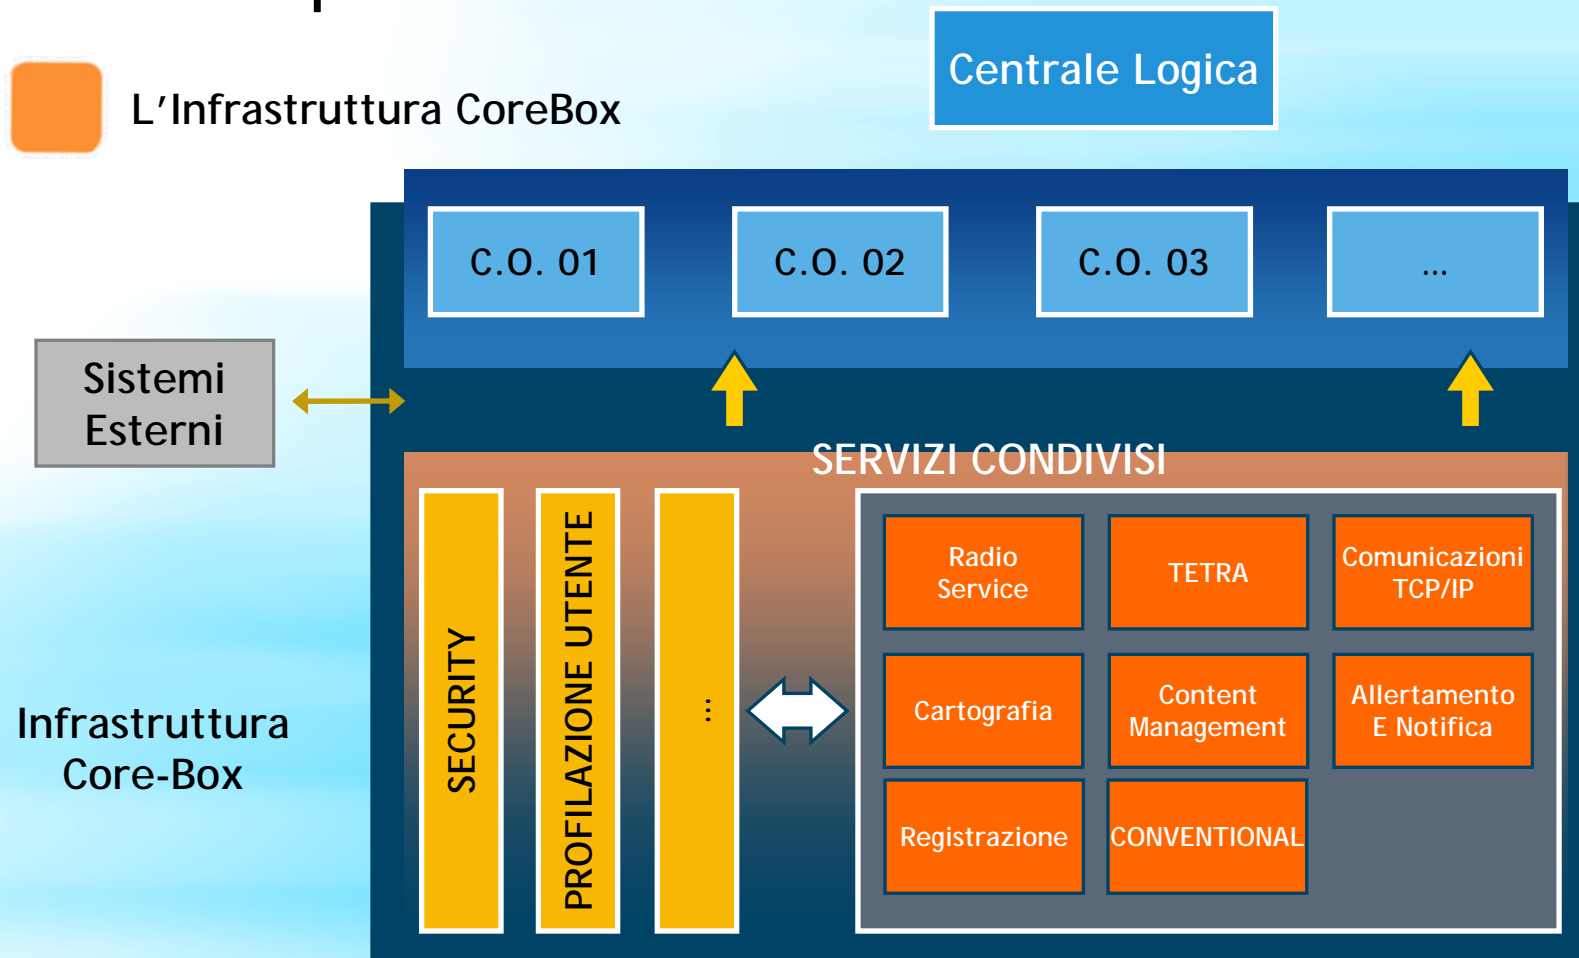 Centrale Logica
L'Infrastruttura CoreBox
C.O. 01
C.O. 02
C.O. 03
...
Sistemi
Esterni
SERVIZI CONDIVISI
SECURITY
PROFILAZIONE UTENTE
...
Radio
Service
TETRA
Comunicazioni
TCP/IP
Cartografia
Content
Management
Allertamento
E Notifica
Registrazione
CONVENTIONAL
Infrastruttura
Core-Box